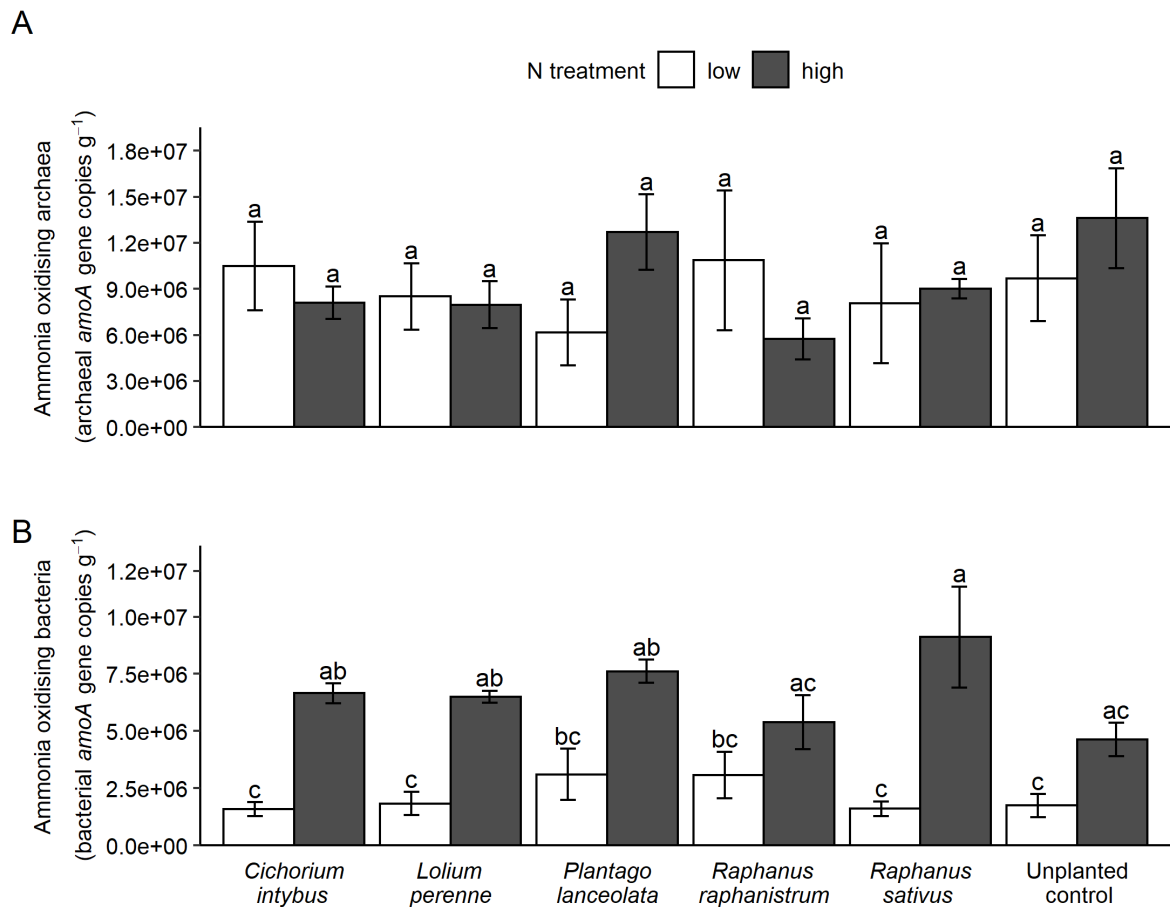 A
N treatment low high
Ammonia oxidising archaea
(archaeal amoA gene copies g⁻¹)
1.8e+07
1.5e+07
1.2e+07
9.0e+06
6.0e+06
3.0e+06
0.0e+00
a a a a a a a a a a a a
B
Ammonia oxidising bacteria
(bacterial amoA gene copies g⁻¹)
1.2e+07
1.0e+07
7.5e+06
5.0e+06
2.5e+06
0.0e+00
c ab c ab bc ab bc ac c a c ac
Cichorium
intybus
Lolium
perenne
Plantago
lanceolata
Raphanus
raphanistrum
Raphanus
sativus
Unplanted
control